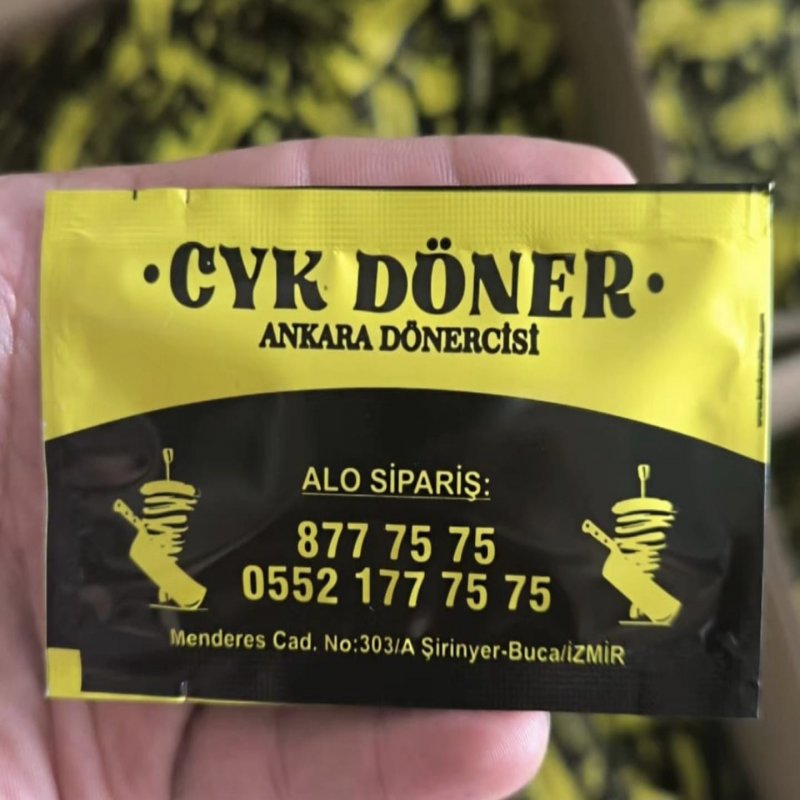 •CYK DÖNER•
ANKARA DÖNERCİSİ
ALO SİPARİŞ:
877 75 75
0552 177 75 75
Menderes Cad. No:303/A Şirinyer-Buca/İZMİR